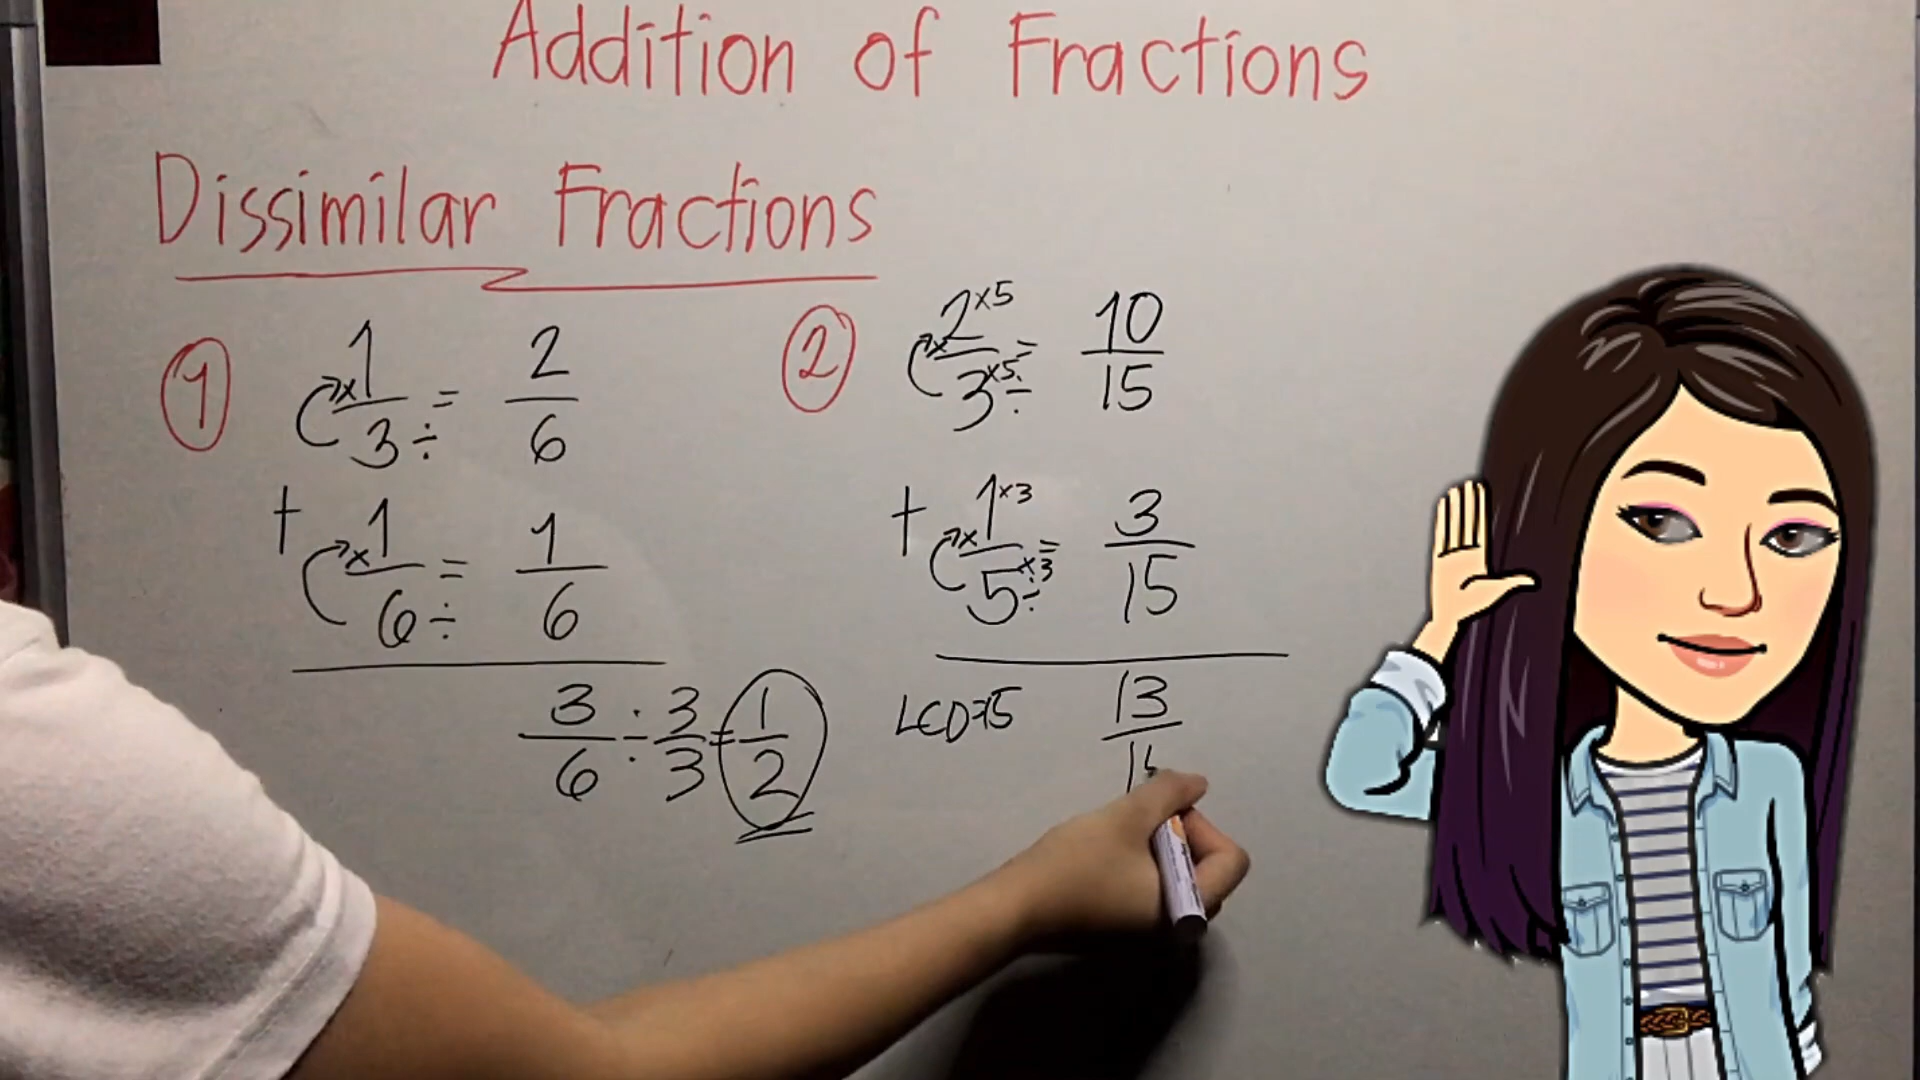 Addition of Fractions
Dissimilar Fractions
1
×1/3 ÷ = 2/6
+ ×1/6 ÷ = 1/6
3/6 ÷ 3/3 = 1/2
2
×2×5/3×5 ÷ = 10/15
+ ×1×3/5×3 ÷ = 3/15
LCD=15
13/15